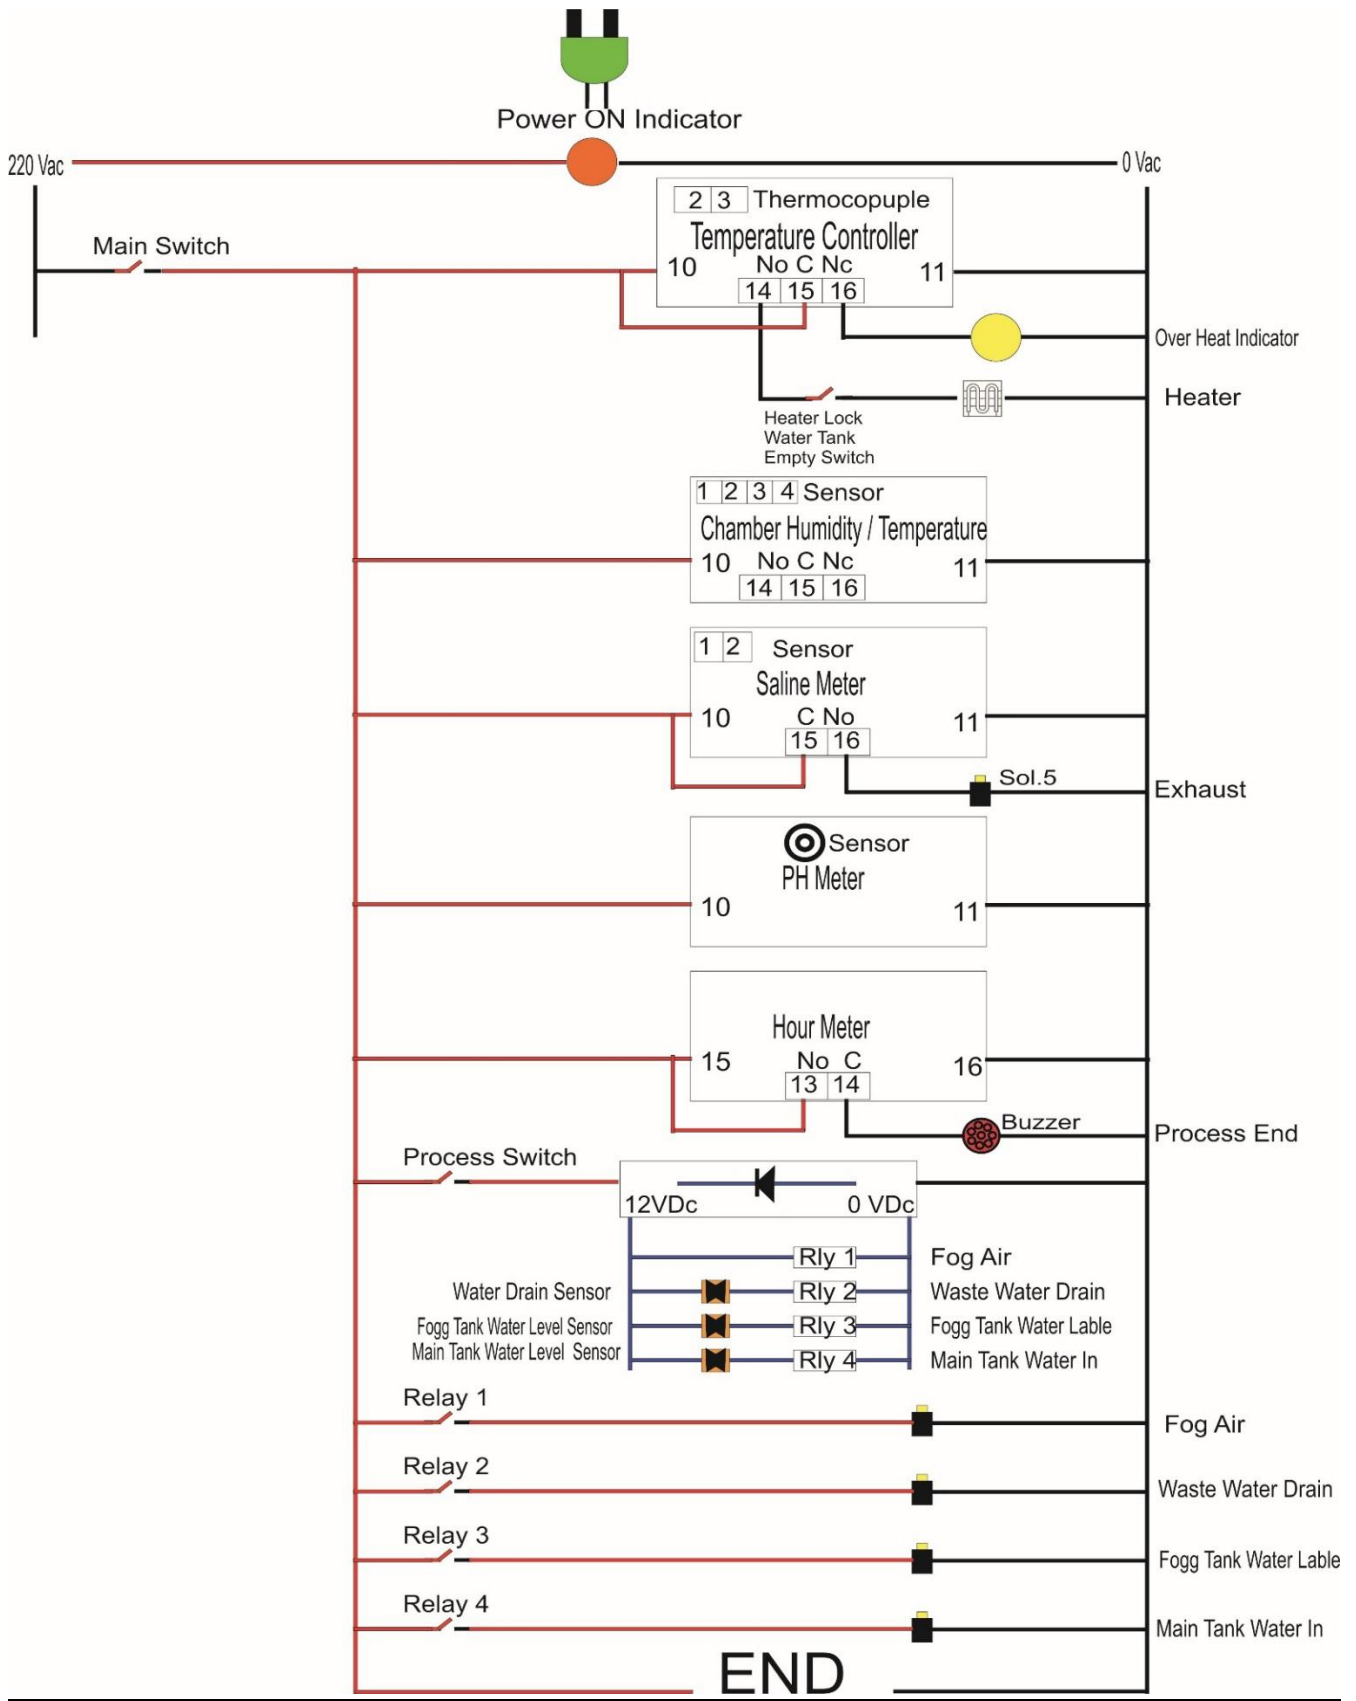 Power ON Indicator
220 Vac
0 Vac
2 3 Thermocopuple
Main Switch
Temperature Controller
10 No C Nc 11
14 15 16
Over Heat Indicator
Heater
Heater Lock
Water Tank
Empty Switch
1 2 3 4 Sensor
Chamber Humidity / Temperature
10 No C Nc 11
14 15 16
1 2 Sensor
Saline Meter
10 C No 11
15 16
Sol.5
Exhaust
Sensor
PH Meter
10 11
Hour Meter
15 No C 16
13 14
Buzzer
Process End
Process Switch
12VDc 0 VDc
Rly 1 Fog Air
Water Drain Sensor Rly 2 Waste Water Drain
Fogg Tank Water Level Sensor Rly 3 Fogg Tank Water Lable
Main Tank Water Level Sensor Rly 4 Main Tank Water In
Relay 1
Fog Air
Relay 2
Waste Water Drain
Relay 3
Fogg Tank Water Lable
Relay 4
Main Tank Water In
END